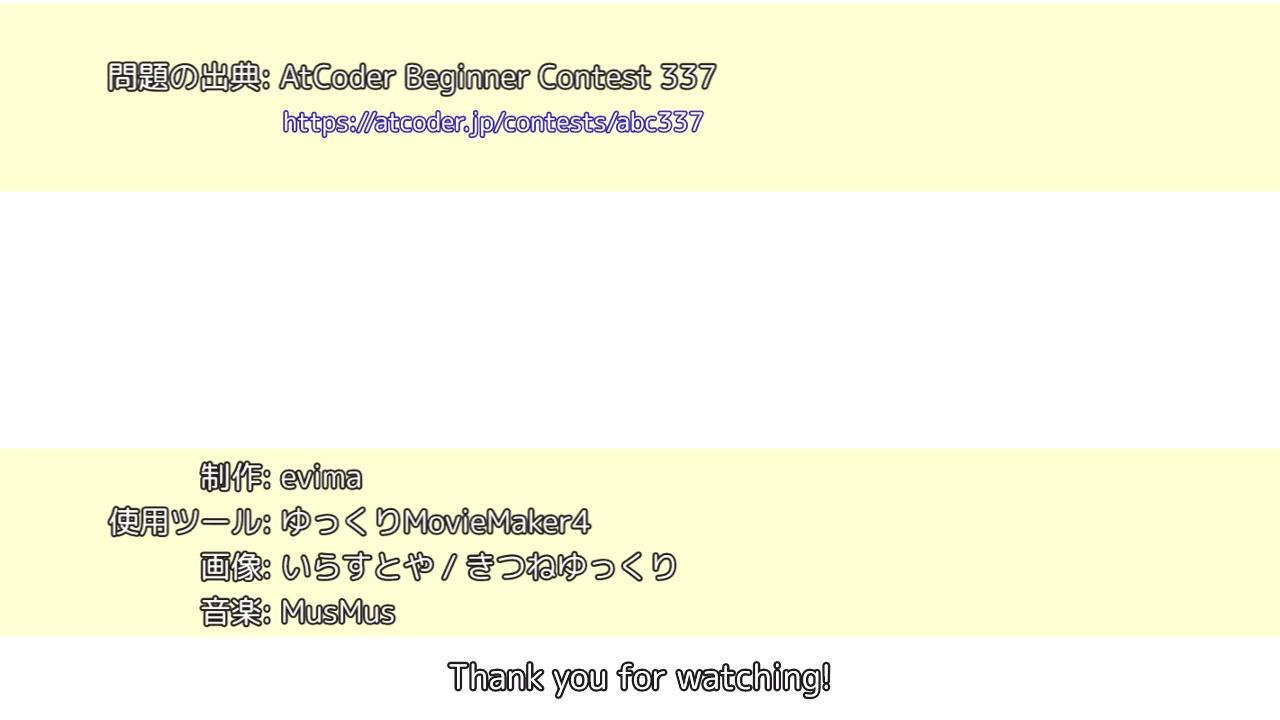 問題の出典: AtCoder Beginner Contest 337
https://atcoder.jp/contests/abc337
制作: evima
使用ツール: ゆっくりMovieMaker4
画像: いらすとや / きつねゆっくり
音楽: MusMus
Thank you for watching!